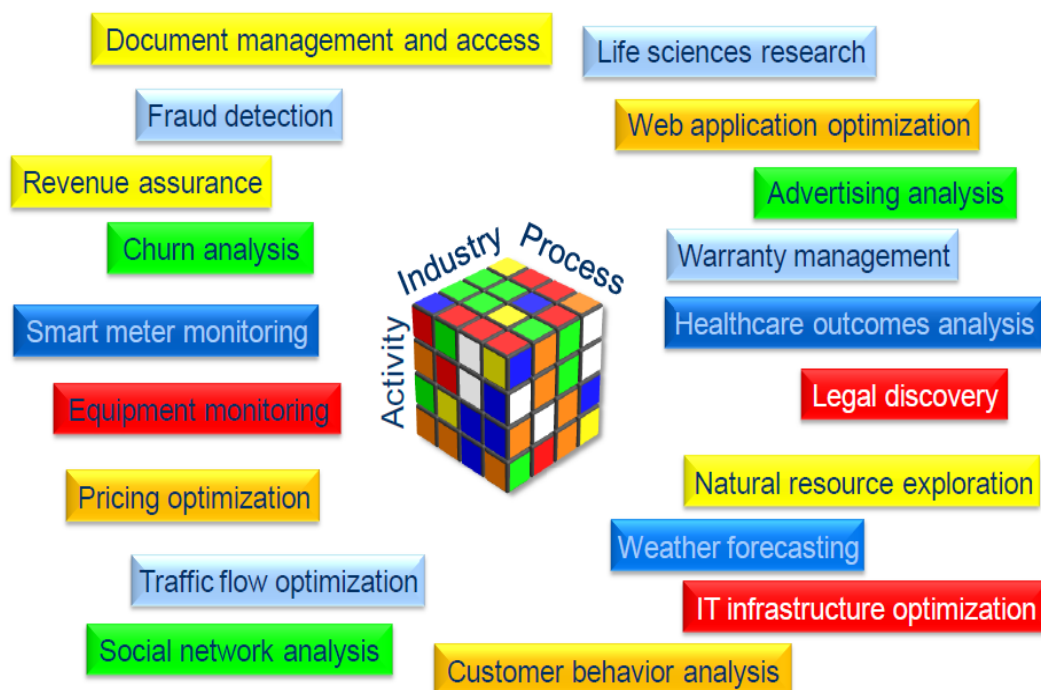 Document management and access
Life sciences research
Fraud detection
Web application optimization
Revenue assurance
Advertising analysis
Churn analysis
Warranty management
Industry
Process
Activity
Smart meter monitoring
Healthcare outcomes analysis
Equipment monitoring
Legal discovery
Pricing optimization
Natural resource exploration
Weather forecasting
Traffic flow optimization
IT infrastructure optimization
Social network analysis
Customer behavior analysis